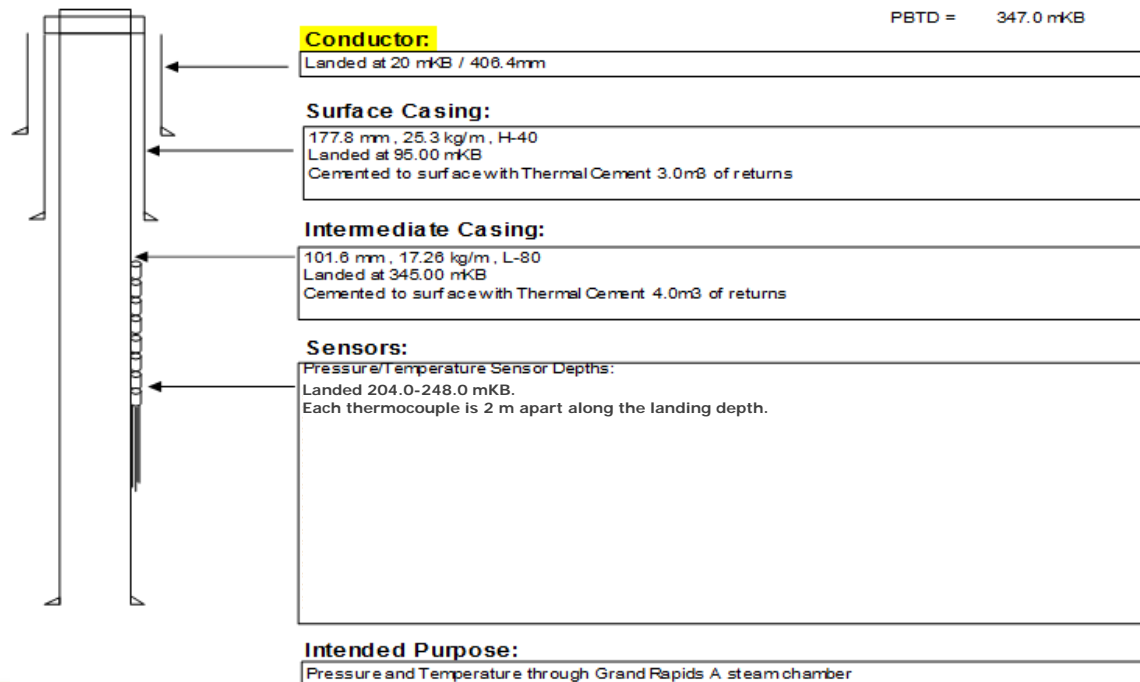 PBTD = 347.0 mKB
Conductor:
Landed at 20 mKB / 406.4mm
Surface Casing:
177.8 mm , 25.3 kg/m , H-40
Landed at 95.00 mKB
Cemented to surface with Thermal Cement 3.0m3 of returns
Intermediate Casing:
101.6 mm , 17.26 kg/m , L-80
Landed at 345.00 mKB
Cemented to surface with Thermal Cement 4.0m3 of returns
Sensors:
Pressure/Temperature Sensor Depths:
Landed 204.0-248.0 mKB.
Each thermocouple is 2 m apart along the landing depth.
Intended Purpose:
Pressure and Temperature through Grand Rapids A steam chamber